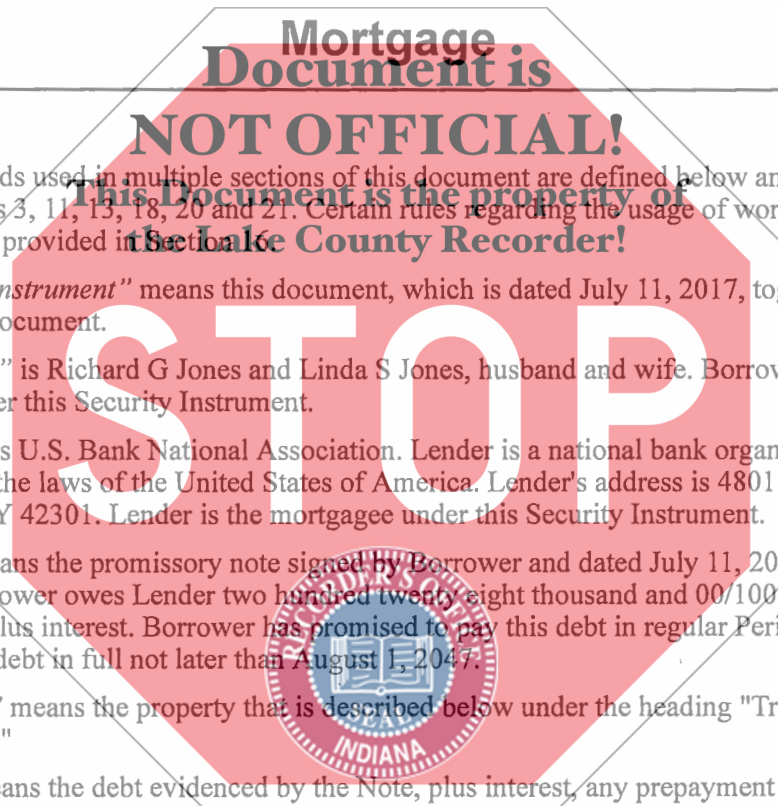 Mortgage
Document is
NOT OFFICIAL!
ds used in multiple sections of this document are defined below an
This Document is the property of
s 3, 11, 13, 18, 20 and 21. Certain rules regarding the usage of wor
provided in Section 16.
the Lake County Recorder!
nstrument" means this document, which is dated July 11, 2017, tog
ocument.
STOP
" is Richard G Jones and Linda S Jones, husband and wife. Borrow
er this Security Instrument.
s U.S. Bank National Association. Lender is a national bank organ
the laws of the United States of America. Lender's address is 4801
Y 42301. Lender is the mortgagee under this Security Instrument.
ans the promissory note signed by Borrower and dated July 11, 20
ower owes Lender two hundred twenty eight thousand and 00/100
lus interest. Borrower has promised to pay this debt in regular Peri
debt in full not later than August 1, 2047.
RECORDER'S OFFICE
SEAL
INDIANA
" means the property that is described below under the heading "Tr
"
ans the debt evidenced by the Note, plus interest, any prepayment